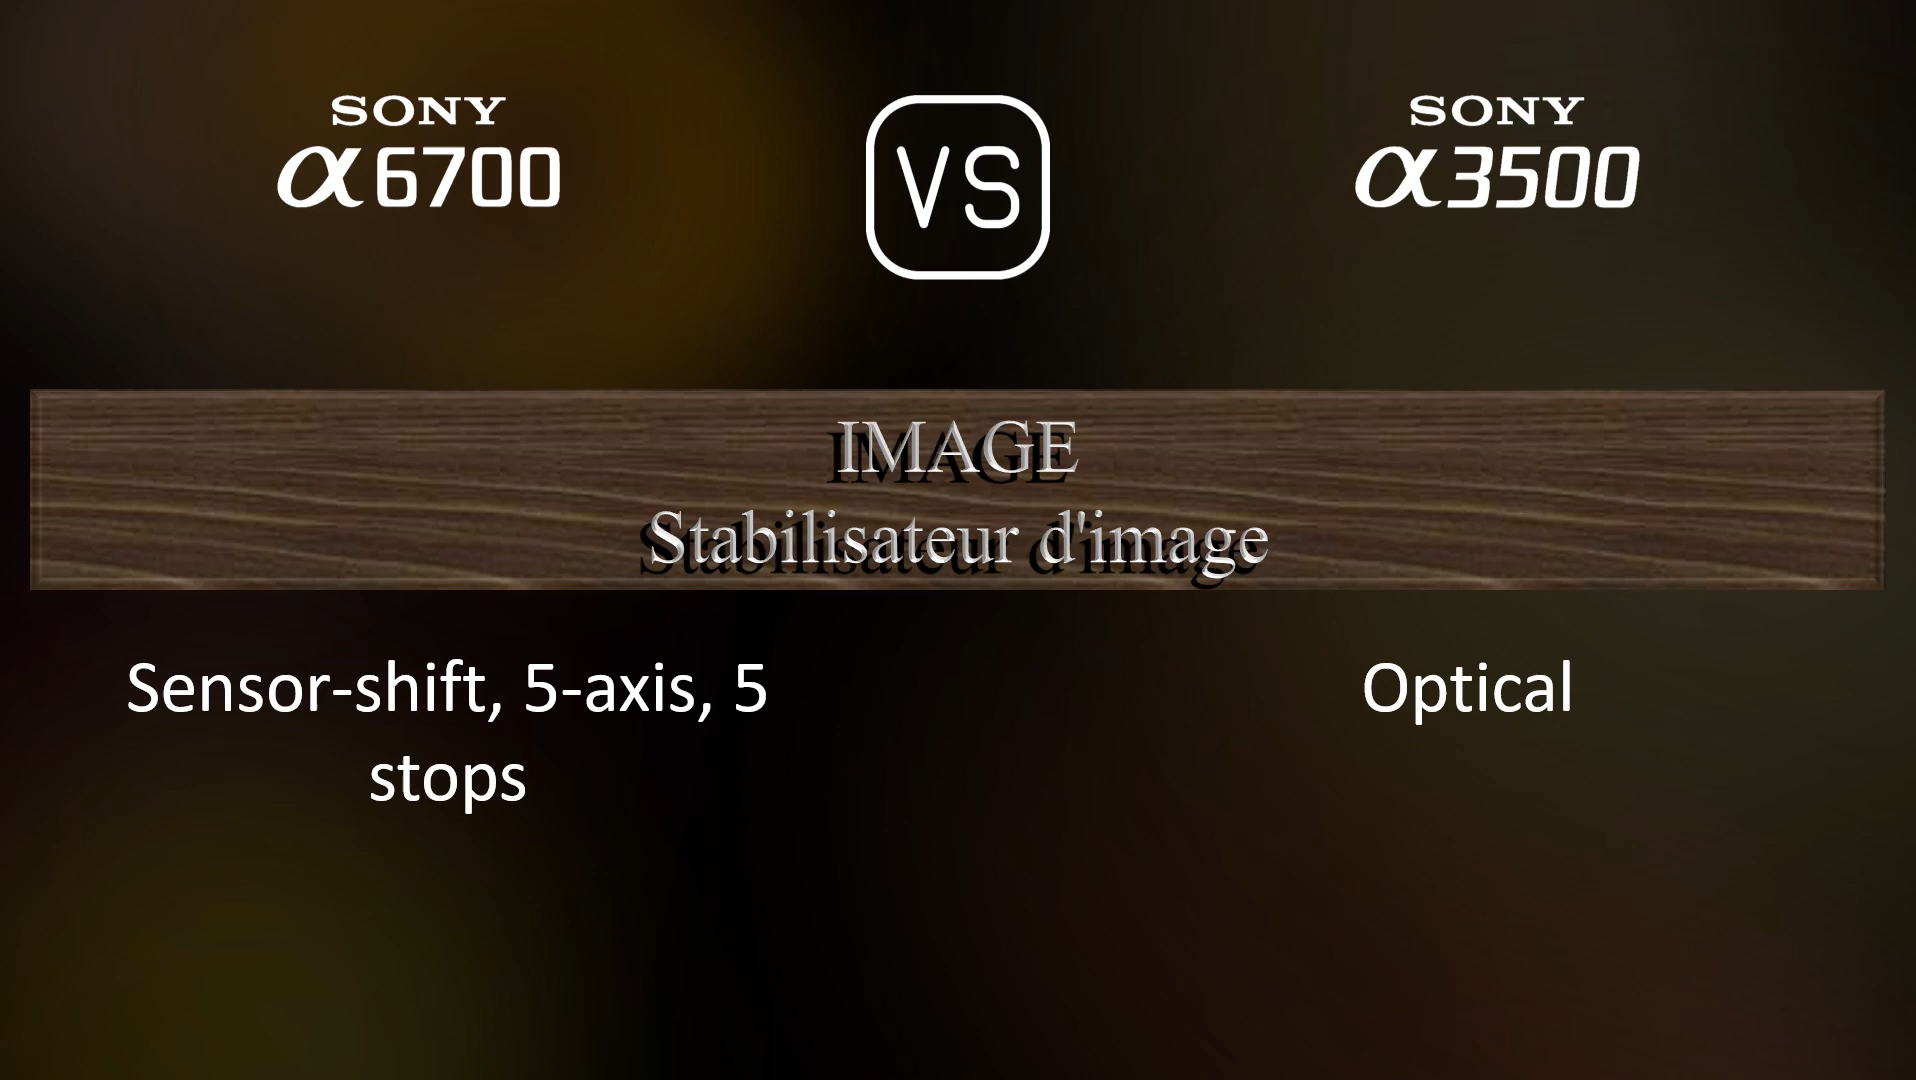 SONY
α6700
VS
SONY
α3500
IMAGE
Stabilisateur d'image
Sensor-shift, 5-axis, 5
stops
Optical